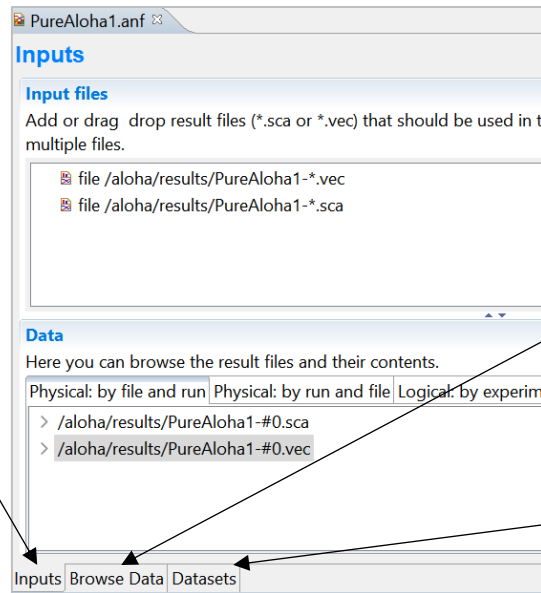 PureAloha1.anf
Inputs
Input files
Add or drag drop result files (*.sca or *.vec) that should be used in
multiple files.
file /aloha/results/PureAloha1-*.vec
file /aloha/results/PureAloha1-*.sca
Data
Here you can browse the result files and their contents.
Physical: by file and run Physical: by run and file Logical: by experim
/aloha/results/PureAloha1-#0.sca
/aloha/results/PureAloha1-#0.vec
Inputs Browse Data Datasets